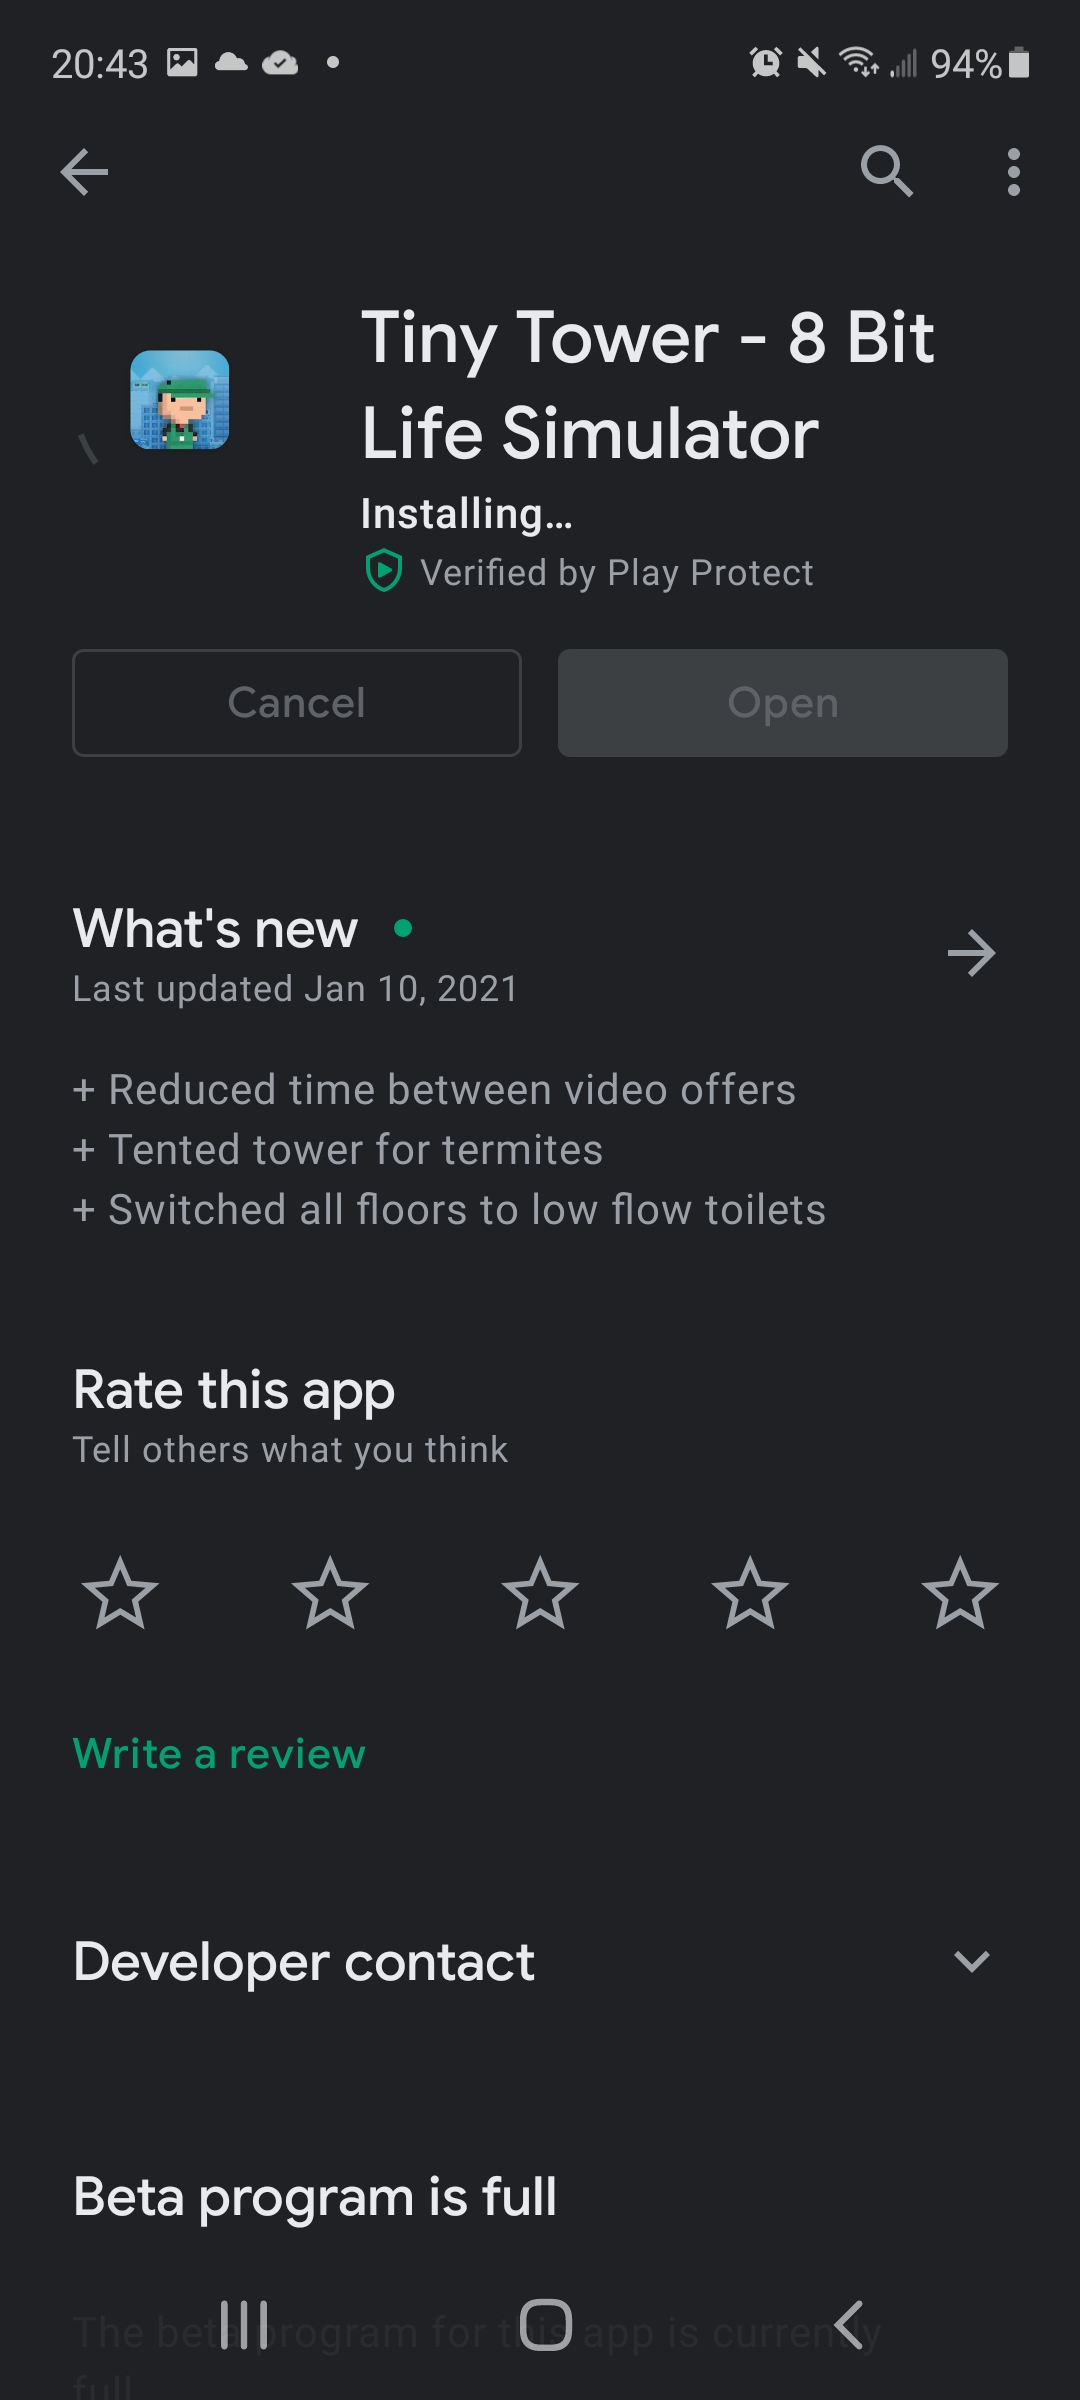 20:43
94%
Tiny Tower - 8 Bit
Life Simulator
Installing...
Verified by Play Protect
Cancel
Open
What's new
Last updated Jan 10, 2021
+ Reduced time between video offers
+ Tented tower for termites
+ Switched all floors to low flow toilets
Rate this app
Tell others what you think
Write a review
Developer contact
Beta program is full
The beta program for this app is currently
full